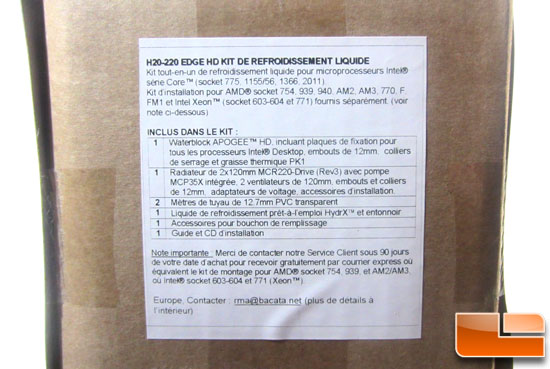 H20-220 EDGE HD KIT DE REFROIDISSEMENT LIQUIDE
Kit tout-en-un de refroidissement liquide pour microprocesseurs Intel®
série Core™ (socket 775, 1155/56, 1366, 2011).
Kit d'installation pour AMD® socket 754, 939, 940, AM2, AM3, 770, F,
FM1 et Intel Xeon™ (socket 603-604 et 771) fournis séparément. (voir
note ci-dessous)
INCLUS DANS LE KIT :
1 Waterblock APOGEE™ HD, incluant plaques de fixation pour
tous les processeurs Intel® Desktop, embouts de 12mm, colliers
de serrage et graisse thermique PK1
1 Radiateur de 2x120mm MCR220-Drive (Rev3) avec pompe
MCP35X intégrée, 2 ventilateurs de 120mm, embouts et colliers
de 12mm, adaptateurs de voltage, accessoires d'installation.
2 Mètres de tuyau de 12,7mm PVC transparent
1 Liquide de refroidissement prêt-à-l'emploi HydrX™ et entonnoir
1 Accessoires pour bouchon de remplissage
1 Guide et CD d'installation
Note importante : Merci de contacter notre Service Client sous 90 jours
de votre date d'achat pour recevoir gratuitement par courrier express ou
équivalent le kit de montage pour AMD® socket 754, 939, et AM2/AM3,
où Intel® socket 603-604 et 771 (Xeon™).
Europe, Contacter : rma@bacata.net (plus de détails à
l'intérieur)